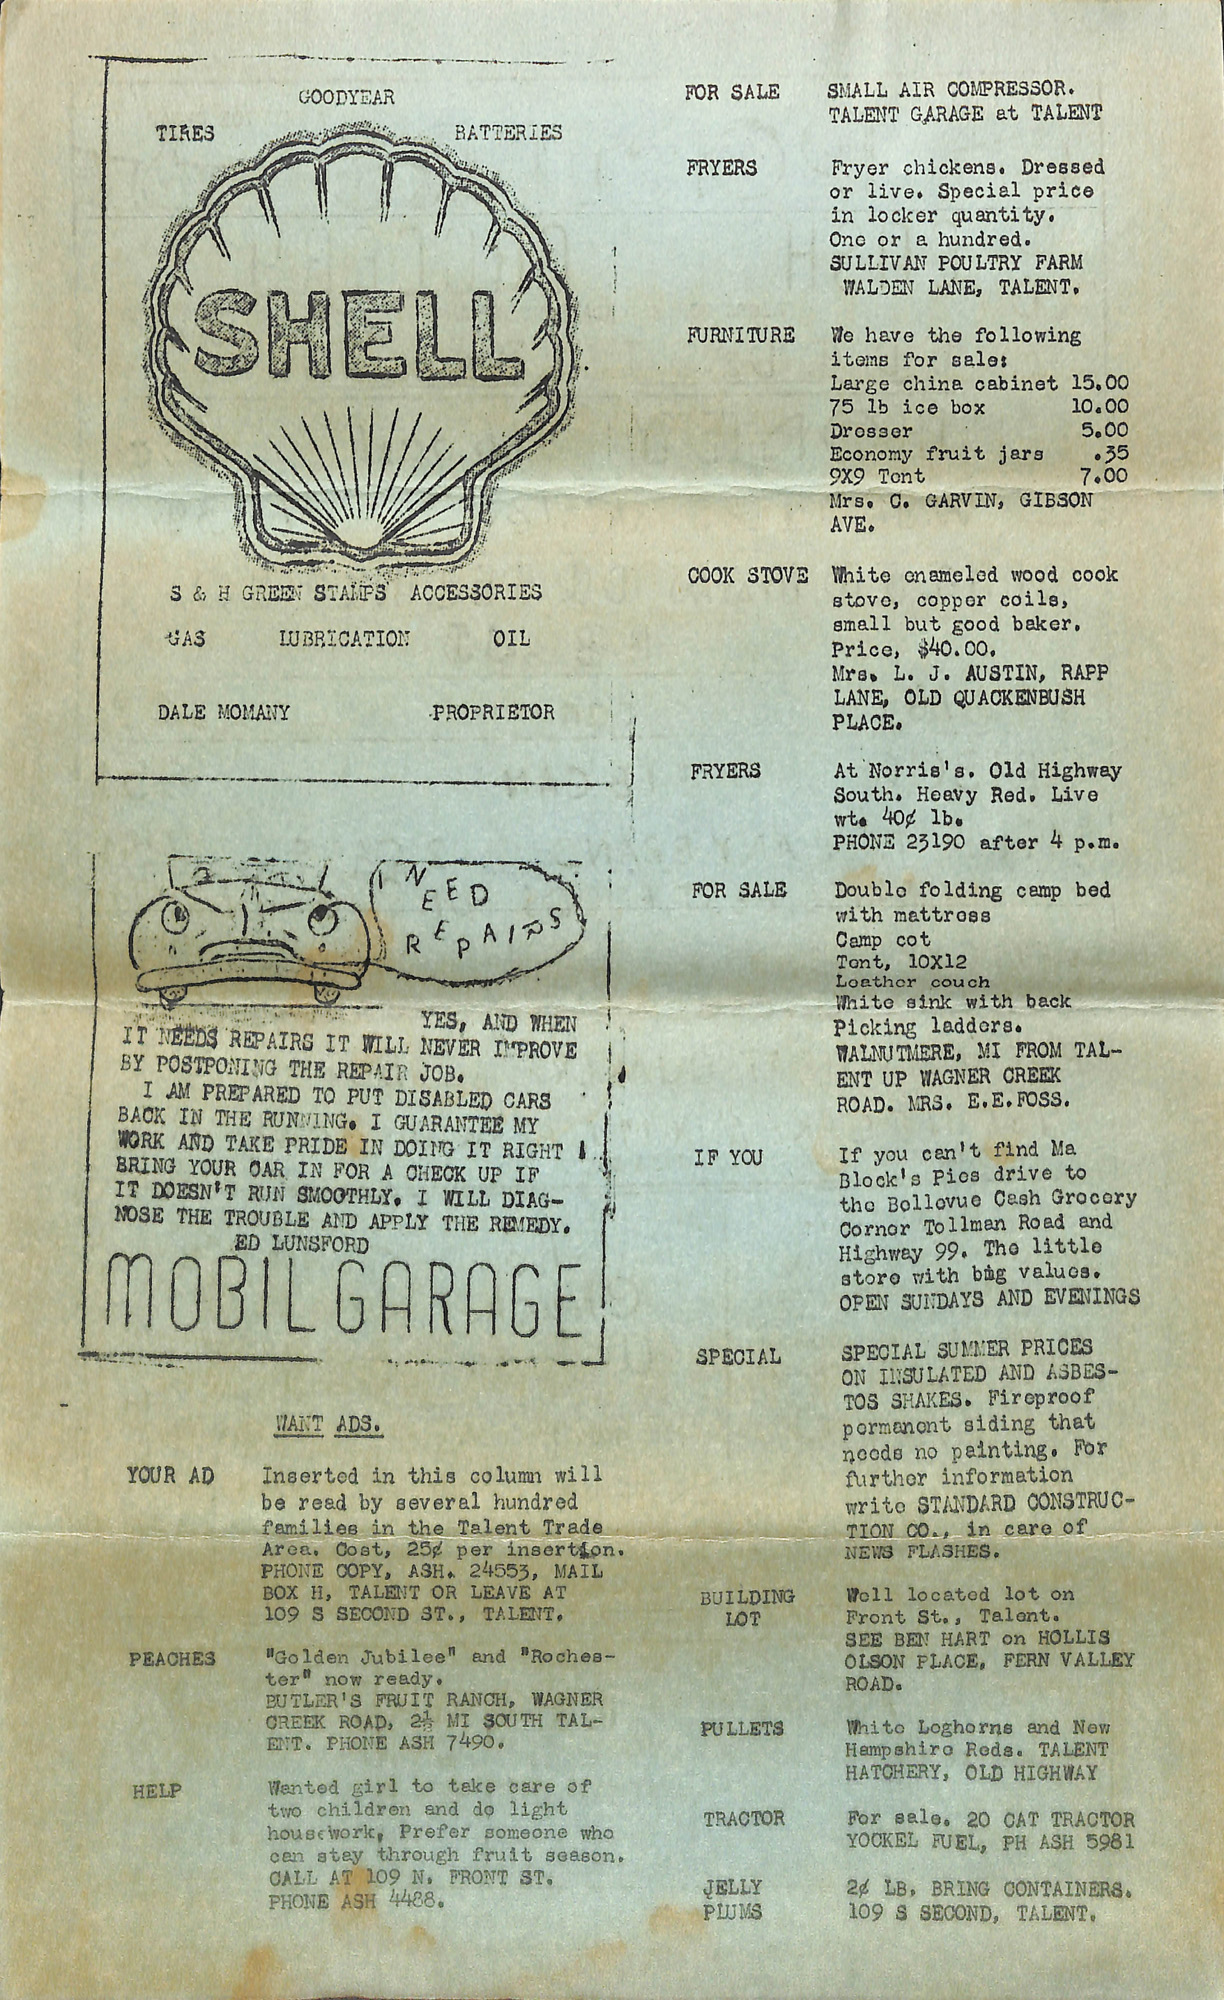 GOODYEAR
TIRES BATTERIES
SHELL
S & H GREEN STAMPS ACCESSORIES
GAS LUBRICATION OIL
DALE MOMANY PROPRIETOR
I NEED
REPAIRS
YES, AND WHEN
IT NEEDS REPAIRS IT WILL NEVER IMPROVE
BY POSTPONING THE REPAIR JOB.
I AM PREPARED TO PUT DISABLED CARS
BACK IN THE RUNNING. I GUARANTEE MY
WORK AND TAKE PRIDE IN DOING IT RIGHT !
BRING YOUR CAR IN FOR A CHECK UP IF
IT DOESN'T RUN SMOOTHLY. I WILL DIAG-
NOSE THE TROUBLE AND APPLY THE REMEDY.
ED LUNSFORD
MOBIL GARAGE
WANT ADS.
YOUR AD Inserted in this column will
be read by several hundred
families in the Talent Trade
Area. Cost, 25¢ per insertion.
PHONE COPY, ASH. 24553, MAIL
BOX H, TALENT OR LEAVE AT
109 S SECOND ST., TALENT.
PEACHES "Golden Jubilee" and "Roches-
ter" now ready.
BUTLER'S FRUIT RANCH, WAGNER
CREEK ROAD, 2½ MI SOUTH TAL-
ENT. PHONE ASH 7490.
HELP Wanted girl to take care of
two children and do light
housework, Prefer someone who
can stay through fruit season.
CALL AT 109 N. FRONT ST.
PHONE ASH 4488.
FOR SALE SMALL AIR COMPRESSOR.
TALENT GARAGE at TALENT
FRYERS Fryer chickens. Dressed
or live. Special price
in locker quantity.
One or a hundred.
SULLIVAN POULTRY FARM
WALDEN LANE, TALENT.
FURNITURE We have the following
items for sale:
Large china cabinet 15.00
75 lb ice box 10.00
Dresser 5.00
Economy fruit jars .35
9X9 Tent 7.00
Mrs. C. GARVIN, GIBSON
AVE.
COOK STOVE White enameled wood cook
stove, copper coils,
small but good baker.
Price, $40.00.
Mrs. L. J. AUSTIN, RAPP
LANE, OLD QUACKENBUSH
PLACE.
FRYERS At Norris's. Old Highway
South. Heavy Red. Live
wt. 40¢ lb.
PHONE 23190 after 4 p.m.
FOR SALE Double folding camp bed
with mattress
Camp cot
Tent, 10X12
Leather couch
White sink with back
Picking ladders.
WALNUTMERE, MI FROM TAL-
ENT UP WAGNER CREEK
ROAD. MRS. E.E.FOSS.
IF YOU If you can't find Ma
Block's Pies drive to
the Bellevue Cash Grocery
Corner Tollman Road and
Highway 99. The little
store with big values.
OPEN SUNDAYS AND EVENINGS
SPECIAL SPECIAL SUMMER PRICES
ON INSULATED AND ASBES-
TOS SHAKES. Fireproof
permanent siding that
needs no painting. For
further information
write STANDARD CONSTRUC-
TION CO., in care of
NEWS FLASHES.
BUILDING Well located lot on
LOT Front St., Talent.
SEE BEN HART on HOLLIS
OLSON PLACE, FERN VALLEY
ROAD.
PULLETS White Leghorns and New
Hampshire Reds. TALENT
HATCHERY, OLD HIGHWAY
TRACTOR For sale. 20 CAT TRACTOR
YOCKEL FUEL, PH ASH 5981
JELLY 2¢ LB. BRING CONTAINERS.
PLUMS 109 S SECOND, TALENT.